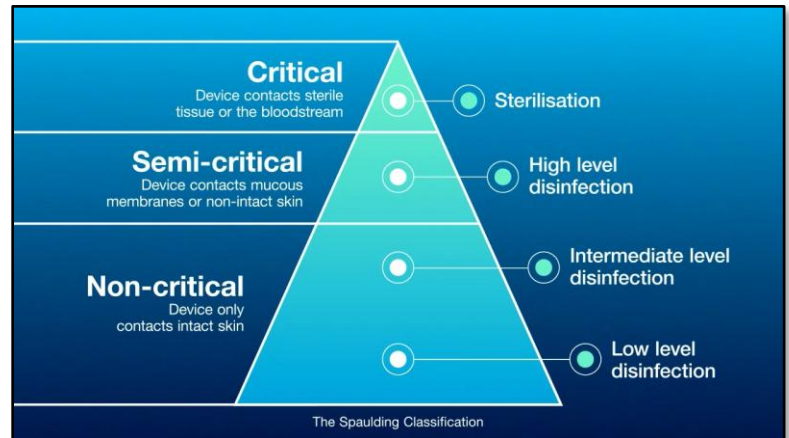 Critical
Device contacts sterile
tissue or the bloodstream
Sterilisation
Semi-critical
Device contacts mucous
membranes or non-intact skin
High level
disinfection
Non-critical
Device only
contacts intact skin
Intermediate level
disinfection
Low level
disinfection
The Spaulding Classification